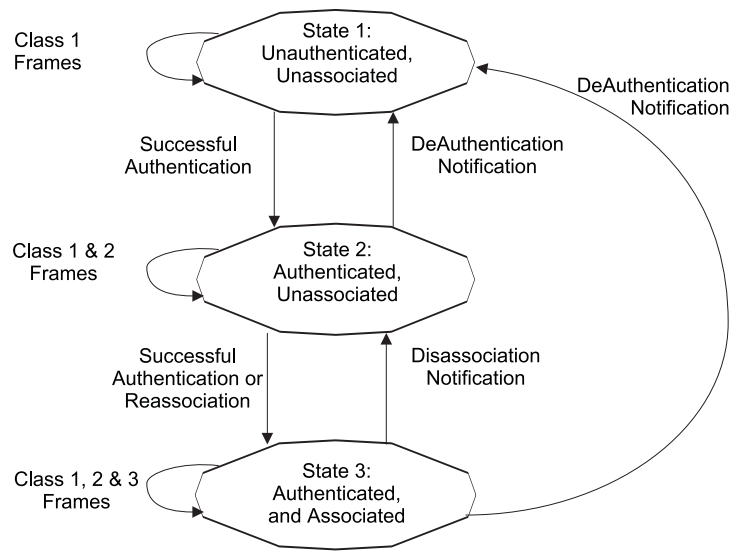 State 1:
Unauthenticated,
Unassociated
Class 1
Frames
DeAuthentication
Notification
Successful
Authentication
DeAuthentication
Notification
State 2:
Authenticated,
Unassociated
Class 1 & 2
Frames
Successful
Authentication or
Reassociation
Disassociation
Notification
State 3:
Authenticated,
and Associated
Class 1, 2 & 3
Frames